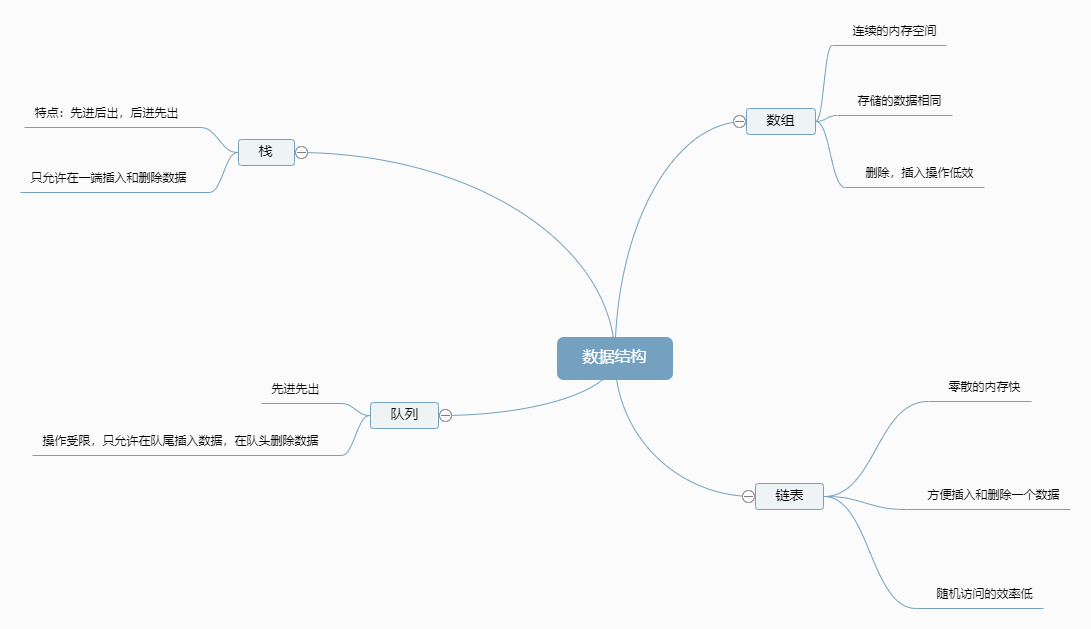 数据结构
数组
连续的内存空间
存储的数据相同
删除，插入操作低效
链表
零散的内存快
方便插入和删除一个数据
随机访问的效率低
栈
特点：先进后出，后进先出
只允许在一端插入和删除数据
队列
先进先出
操作受限，只允许在队尾插入数据，在队头删除数据